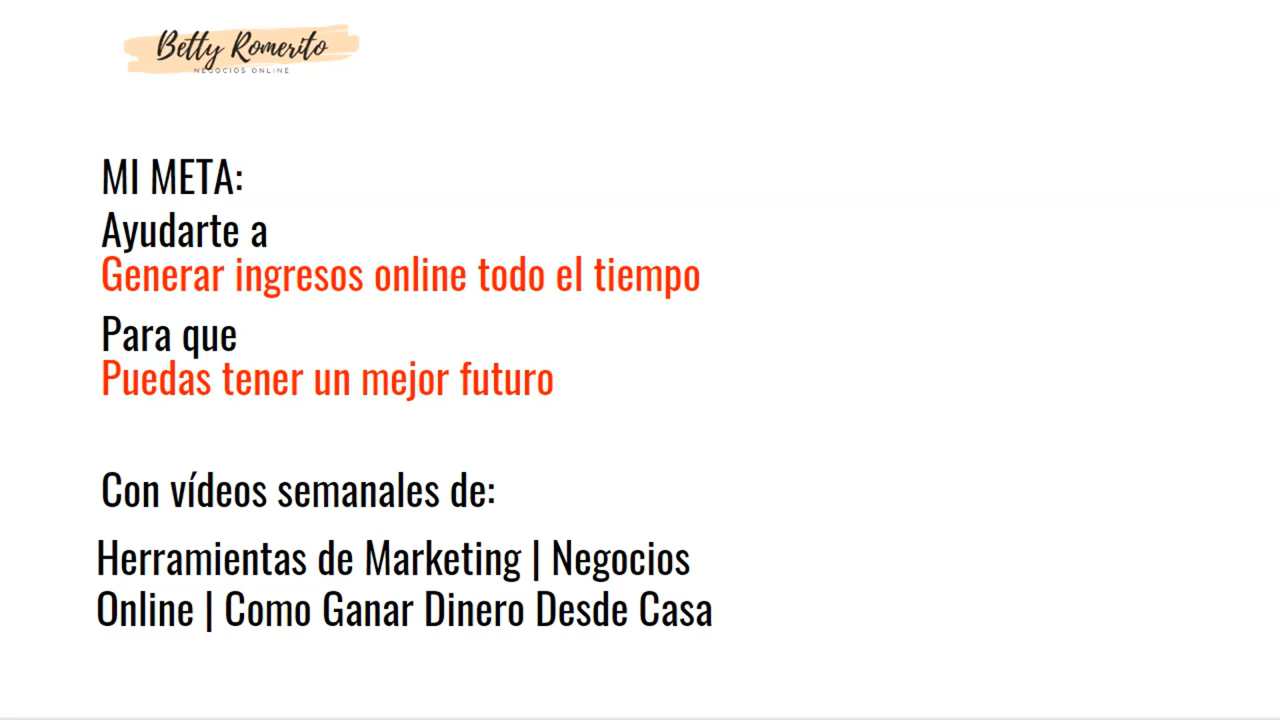 Betty Romerito
NEGOCIOS ONLINE
MI META:
Ayudarte a
Generar ingresos online todo el tiempo
Para que
Puedas tener un mejor futuro
Con vídeos semanales de:
Herramientas de Marketing | Negocios
Online | Como Ganar Dinero Desde Casa